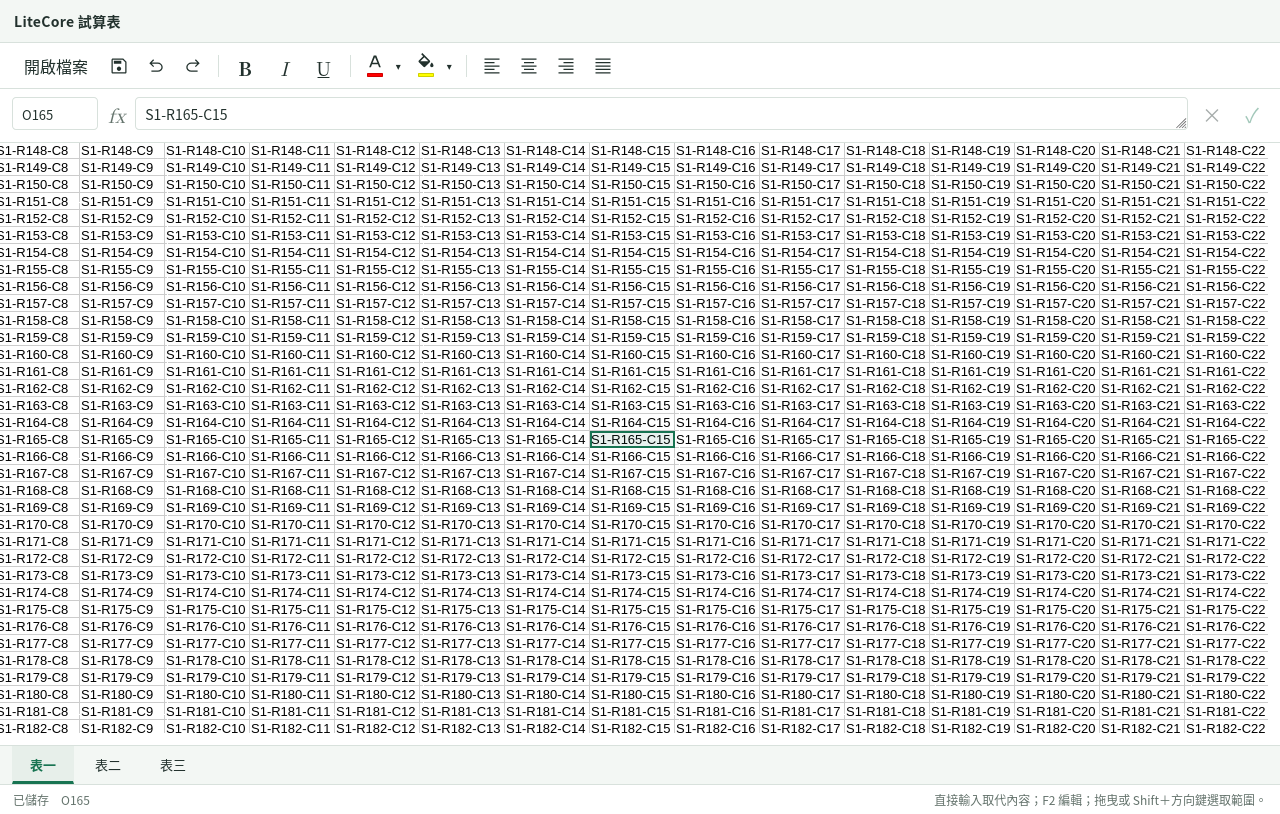 LiteCore 試算表
開啟檔案 B I U A ▼ ▼
O165 fx S1-R165-C15
S1-R148-C8 S1-R148-C9 S1-R148-C10 S1-R148-C11 S1-R148-C12 S1-R148-C13 S1-R148-C14 S1-R148-C15 S1-R148-C16 S1-R148-C17 S1-R148-C18 S1-R148-C19 S1-R148-C20 S1-R148-C21 S1-R148-C22
S1-R149-C8 S1-R149-C9 S1-R149-C10 S1-R149-C11 S1-R149-C12 S1-R149-C13 S1-R149-C14 S1-R149-C15 S1-R149-C16 S1-R149-C17 S1-R149-C18 S1-R149-C19 S1-R149-C20 S1-R149-C21 S1-R149-C22
S1-R150-C8 S1-R150-C9 S1-R150-C10 S1-R150-C11 S1-R150-C12 S1-R150-C13 S1-R150-C14 S1-R150-C15 S1-R150-C16 S1-R150-C17 S1-R150-C18 S1-R150-C19 S1-R150-C20 S1-R150-C21 S1-R150-C22
S1-R151-C8 S1-R151-C9 S1-R151-C10 S1-R151-C11 S1-R151-C12 S1-R151-C13 S1-R151-C14 S1-R151-C15 S1-R151-C16 S1-R151-C17 S1-R151-C18 S1-R151-C19 S1-R151-C20 S1-R151-C21 S1-R151-C22
S1-R152-C8 S1-R152-C9 S1-R152-C10 S1-R152-C11 S1-R152-C12 S1-R152-C13 S1-R152-C14 S1-R152-C15 S1-R152-C16 S1-R152-C17 S1-R152-C18 S1-R152-C19 S1-R152-C20 S1-R152-C21 S1-R152-C22
S1-R153-C8 S1-R153-C9 S1-R153-C10 S1-R153-C11 S1-R153-C12 S1-R153-C13 S1-R153-C14 S1-R153-C15 S1-R153-C16 S1-R153-C17 S1-R153-C18 S1-R153-C19 S1-R153-C20 S1-R153-C21 S1-R153-C22
S1-R154-C8 S1-R154-C9 S1-R154-C10 S1-R154-C11 S1-R154-C12 S1-R154-C13 S1-R154-C14 S1-R154-C15 S1-R154-C16 S1-R154-C17 S1-R154-C18 S1-R154-C19 S1-R154-C20 S1-R154-C21 S1-R154-C22
S1-R155-C8 S1-R155-C9 S1-R155-C10 S1-R155-C11 S1-R155-C12 S1-R155-C13 S1-R155-C14 S1-R155-C15 S1-R155-C16 S1-R155-C17 S1-R155-C18 S1-R155-C19 S1-R155-C20 S1-R155-C21 S1-R155-C22
S1-R156-C8 S1-R156-C9 S1-R156-C10 S1-R156-C11 S1-R156-C12 S1-R156-C13 S1-R156-C14 S1-R156-C15 S1-R156-C16 S1-R156-C17 S1-R156-C18 S1-R156-C19 S1-R156-C20 S1-R156-C21 S1-R156-C22
S1-R157-C8 S1-R157-C9 S1-R157-C10 S1-R157-C11 S1-R157-C12 S1-R157-C13 S1-R157-C14 S1-R157-C15 S1-R157-C16 S1-R157-C17 S1-R157-C18 S1-R157-C19 S1-R157-C20 S1-R157-C21 S1-R157-C22
S1-R158-C8 S1-R158-C9 S1-R158-C10 S1-R158-C11 S1-R158-C12 S1-R158-C13 S1-R158-C14 S1-R158-C15 S1-R158-C16 S1-R158-C17 S1-R158-C18 S1-R158-C19 S1-R158-C20 S1-R158-C21 S1-R158-C22
S1-R159-C8 S1-R159-C9 S1-R159-C10 S1-R159-C11 S1-R159-C12 S1-R159-C13 S1-R159-C14 S1-R159-C15 S1-R159-C16 S1-R159-C17 S1-R159-C18 S1-R159-C19 S1-R159-C20 S1-R159-C21 S1-R159-C22
S1-R160-C8 S1-R160-C9 S1-R160-C10 S1-R160-C11 S1-R160-C12 S1-R160-C13 S1-R160-C14 S1-R160-C15 S1-R160-C16 S1-R160-C17 S1-R160-C18 S1-R160-C19 S1-R160-C20 S1-R160-C21 S1-R160-C22
S1-R161-C8 S1-R161-C9 S1-R161-C10 S1-R161-C11 S1-R161-C12 S1-R161-C13 S1-R161-C14 S1-R161-C15 S1-R161-C16 S1-R161-C17 S1-R161-C18 S1-R161-C19 S1-R161-C20 S1-R161-C21 S1-R161-C22
S1-R162-C8 S1-R162-C9 S1-R162-C10 S1-R162-C11 S1-R162-C12 S1-R162-C13 S1-R162-C14 S1-R162-C15 S1-R162-C16 S1-R162-C17 S1-R162-C18 S1-R162-C19 S1-R162-C20 S1-R162-C21 S1-R162-C22
S1-R163-C8 S1-R163-C9 S1-R163-C10 S1-R163-C11 S1-R163-C12 S1-R163-C13 S1-R163-C14 S1-R163-C15 S1-R163-C16 S1-R163-C17 S1-R163-C18 S1-R163-C19 S1-R163-C20 S1-R163-C21 S1-R163-C22
S1-R164-C8 S1-R164-C9 S1-R164-C10 S1-R164-C11 S1-R164-C12 S1-R164-C13 S1-R164-C14 S1-R164-C15 S1-R164-C16 S1-R164-C17 S1-R164-C18 S1-R164-C19 S1-R164-C20 S1-R164-C21 S1-R164-C22
S1-R165-C8 S1-R165-C9 S1-R165-C10 S1-R165-C11 S1-R165-C12 S1-R165-C13 S1-R165-C14 S1-R165-C15 S1-R165-C16 S1-R165-C17 S1-R165-C18 S1-R165-C19 S1-R165-C20 S1-R165-C21 S1-R165-C22
S1-R166-C8 S1-R166-C9 S1-R166-C10 S1-R166-C11 S1-R166-C12 S1-R166-C13 S1-R166-C14 S1-R166-C15 S1-R166-C16 S1-R166-C17 S1-R166-C18 S1-R166-C19 S1-R166-C20 S1-R166-C21 S1-R166-C22
S1-R167-C8 S1-R167-C9 S1-R167-C10 S1-R167-C11 S1-R167-C12 S1-R167-C13 S1-R167-C14 S1-R167-C15 S1-R167-C16 S1-R167-C17 S1-R167-C18 S1-R167-C19 S1-R167-C20 S1-R167-C21 S1-R167-C22
S1-R168-C8 S1-R168-C9 S1-R168-C10 S1-R168-C11 S1-R168-C12 S1-R168-C13 S1-R168-C14 S1-R168-C15 S1-R168-C16 S1-R168-C17 S1-R168-C18 S1-R168-C19 S1-R168-C20 S1-R168-C21 S1-R168-C22
S1-R169-C8 S1-R169-C9 S1-R169-C10 S1-R169-C11 S1-R169-C12 S1-R169-C13 S1-R169-C14 S1-R169-C15 S1-R169-C16 S1-R169-C17 S1-R169-C18 S1-R169-C19 S1-R169-C20 S1-R169-C21 S1-R169-C22
S1-R170-C8 S1-R170-C9 S1-R170-C10 S1-R170-C11 S1-R170-C12 S1-R170-C13 S1-R170-C14 S1-R170-C15 S1-R170-C16 S1-R170-C17 S1-R170-C18 S1-R170-C19 S1-R170-C20 S1-R170-C21 S1-R170-C22
S1-R171-C8 S1-R171-C9 S1-R171-C10 S1-R171-C11 S1-R171-C12 S1-R171-C13 S1-R171-C14 S1-R171-C15 S1-R171-C16 S1-R171-C17 S1-R171-C18 S1-R171-C19 S1-R171-C20 S1-R171-C21 S1-R171-C22
S1-R172-C8 S1-R172-C9 S1-R172-C10 S1-R172-C11 S1-R172-C12 S1-R172-C13 S1-R172-C14 S1-R172-C15 S1-R172-C16 S1-R172-C17 S1-R172-C18 S1-R172-C19 S1-R172-C20 S1-R172-C21 S1-R172-C22
S1-R173-C8 S1-R173-C9 S1-R173-C10 S1-R173-C11 S1-R173-C12 S1-R173-C13 S1-R173-C14 S1-R173-C15 S1-R173-C16 S1-R173-C17 S1-R173-C18 S1-R173-C19 S1-R173-C20 S1-R173-C21 S1-R173-C22
S1-R174-C8 S1-R174-C9 S1-R174-C10 S1-R174-C11 S1-R174-C12 S1-R174-C13 S1-R174-C14 S1-R174-C15 S1-R174-C16 S1-R174-C17 S1-R174-C18 S1-R174-C19 S1-R174-C20 S1-R174-C21 S1-R174-C22
S1-R175-C8 S1-R175-C9 S1-R175-C10 S1-R175-C11 S1-R175-C12 S1-R175-C13 S1-R175-C14 S1-R175-C15 S1-R175-C16 S1-R175-C17 S1-R175-C18 S1-R175-C19 S1-R175-C20 S1-R175-C21 S1-R175-C22
S1-R176-C8 S1-R176-C9 S1-R176-C10 S1-R176-C11 S1-R176-C12 S1-R176-C13 S1-R176-C14 S1-R176-C15 S1-R176-C16 S1-R176-C17 S1-R176-C18 S1-R176-C19 S1-R176-C20 S1-R176-C21 S1-R176-C22
S1-R177-C8 S1-R177-C9 S1-R177-C10 S1-R177-C11 S1-R177-C12 S1-R177-C13 S1-R177-C14 S1-R177-C15 S1-R177-C16 S1-R177-C17 S1-R177-C18 S1-R177-C19 S1-R177-C20 S1-R177-C21 S1-R177-C22
S1-R178-C8 S1-R178-C9 S1-R178-C10 S1-R178-C11 S1-R178-C12 S1-R178-C13 S1-R178-C14 S1-R178-C15 S1-R178-C16 S1-R178-C17 S1-R178-C18 S1-R178-C19 S1-R178-C20 S1-R178-C21 S1-R178-C22
S1-R179-C8 S1-R179-C9 S1-R179-C10 S1-R179-C11 S1-R179-C12 S1-R179-C13 S1-R179-C14 S1-R179-C15 S1-R179-C16 S1-R179-C17 S1-R179-C18 S1-R179-C19 S1-R179-C20 S1-R179-C21 S1-R179-C22
S1-R180-C8 S1-R180-C9 S1-R180-C10 S1-R180-C11 S1-R180-C12 S1-R180-C13 S1-R180-C14 S1-R180-C15 S1-R180-C16 S1-R180-C17 S1-R180-C18 S1-R180-C19 S1-R180-C20 S1-R180-C21 S1-R180-C22
S1-R181-C8 S1-R181-C9 S1-R181-C10 S1-R181-C11 S1-R181-C12 S1-R181-C13 S1-R181-C14 S1-R181-C15 S1-R181-C16 S1-R181-C17 S1-R181-C18 S1-R181-C19 S1-R181-C20 S1-R181-C21 S1-R181-C22
S1-R182-C8 S1-R182-C9 S1-R182-C10 S1-R182-C11 S1-R182-C12 S1-R182-C13 S1-R182-C14 S1-R182-C15 S1-R182-C16 S1-R182-C17 S1-R182-C18 S1-R182-C19 S1-R182-C20 S1-R182-C21 S1-R182-C22
表一 表二 表三
已儲存 O165 直接輸入取代內容；F2 編輯；拖曳或 Shift＋方向鍵選取範圍。